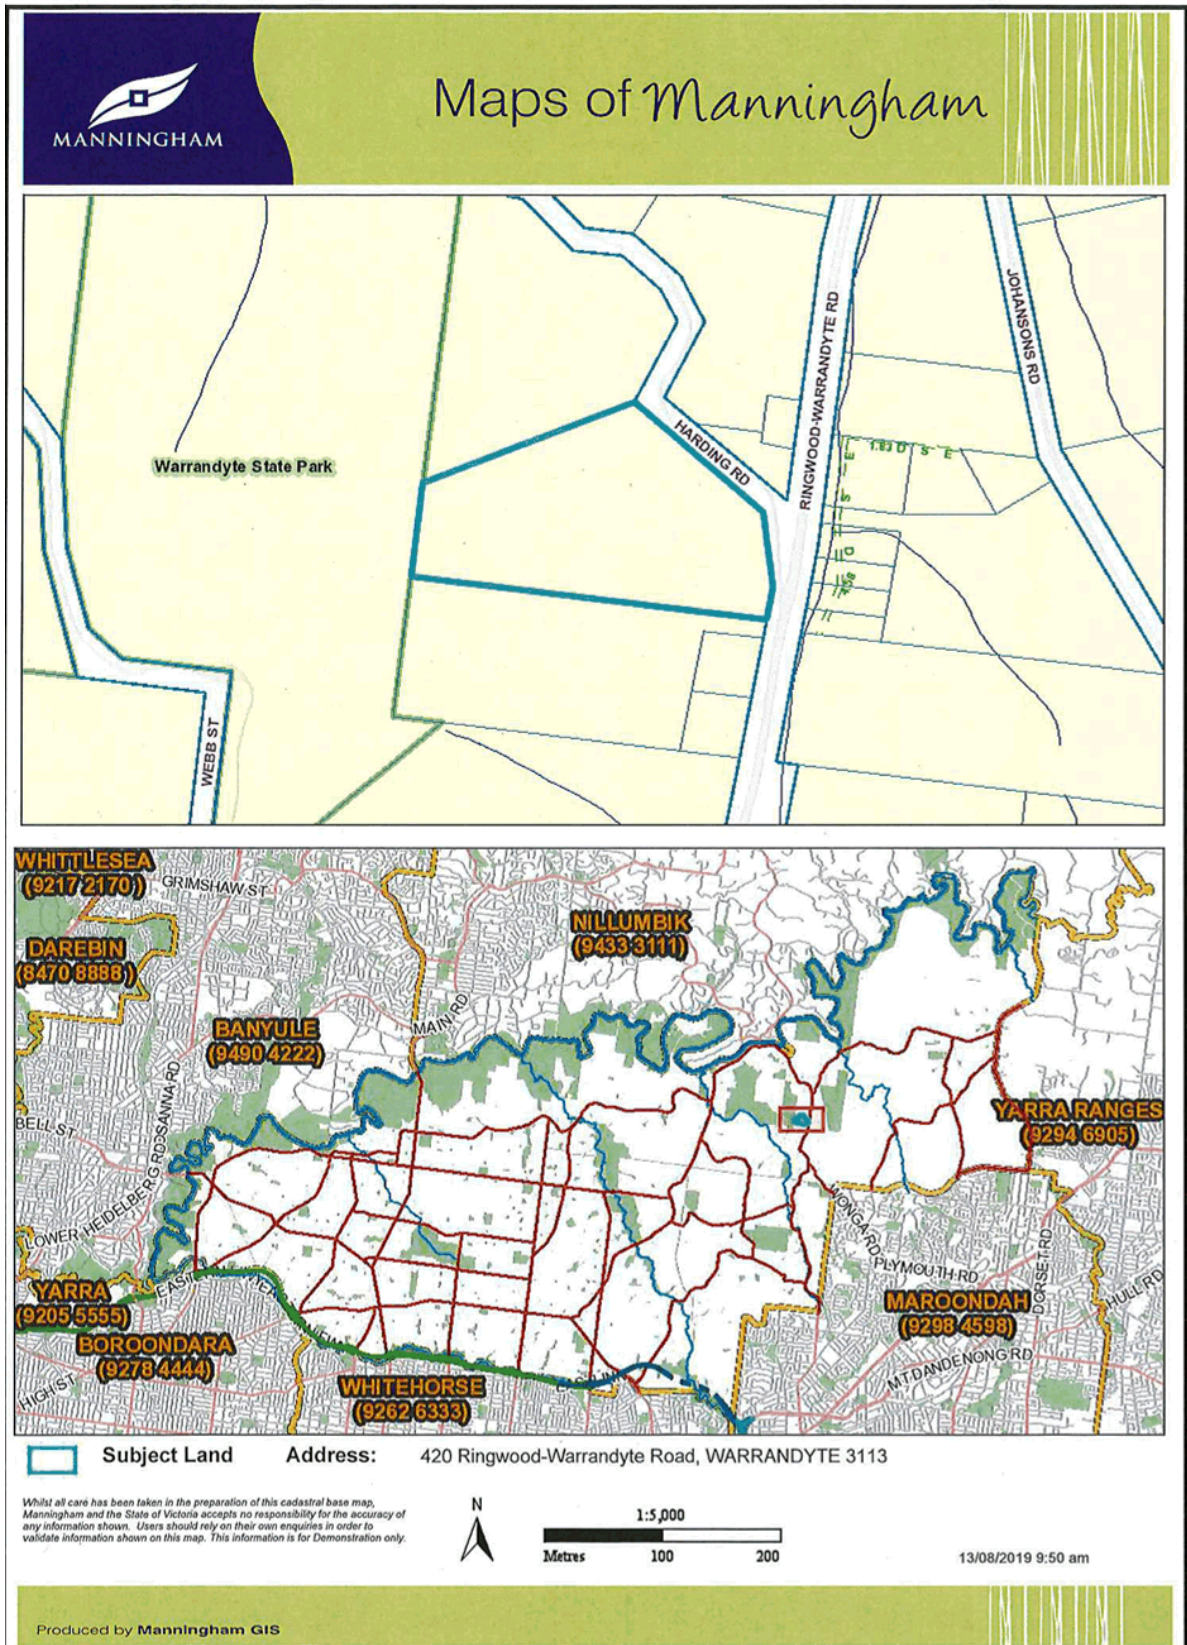 MANNINGHAM
Maps of Manningham
RINGWOOD-WARRANDYTE RD
JOHANSONS RD
HARDING RD
1.83 D S E
E
S
D
Warrandyte State Park
WEBB ST
WHITTLESEA
(9217 2170)
GRIMSHAW ST
DAREBIN
(8470 8888)
NILLUMBIK
(9433 3111)
BANYULE
(9490 4222)
MAIN RD
ROSANNA RD
BELL ST
LOWER HEIDELBERG RD
YARRA RANGES
(9294 6905)
WONGA RD
PLYMOUTH RD
DORSET RD
HULL RD
YARRA
(9205 5555)
MAROONDAH
(9298 4598)
BOROONDARA
(9278 4444)
HIGH ST
WHITEHORSE
(9262 6333)
MT DANDENONG RD
Subject Land Address: 420 Ringwood-Warrandyte Road, WARRANDYTE 3113
Whilst all care has been taken in the preparation of this cadastral base map,
Manningham and the State of Victoria accepts no responsibility for the accuracy of
any information shown. Users should rely on their own enquiries in order to
validate information shown on this map. This information is for Demonstration only.
N
1:5,000
Metres 100 200
13/08/2019 9:50 am
Produced by Manningham GIS